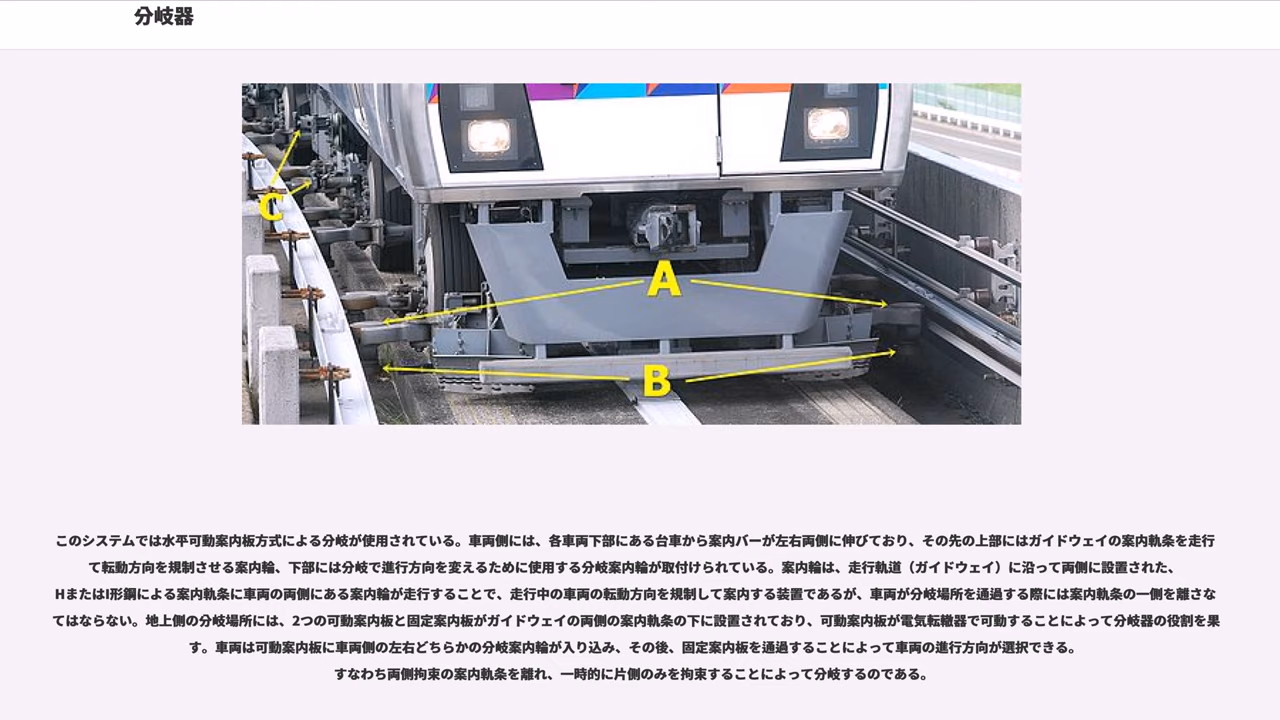 分岐器
C
A
B
このシステムでは水平可動案内板方式による分岐が使用されている。車両側には、各車両下部にある台車から案内バーが左右両側に伸びており、その先の上部にはガイドウェイの案内軌条を走行
て転動方向を規制させる案内輪、下部には分岐で進行方向を変えるために使用する分岐案内輪が取付けられている。案内輪は、走行軌道（ガイドウェイ）に沿って両側に設置された、
HまたはI形鋼による案内軌条に車両の両側にある案内輪が走行することで、走行中の車両の転動方向を規制して案内する装置であるが、車両が分岐場所を通過する際には案内軌条の一側を離さな
てはならない。地上側の分岐場所には、2つの可動案内板と固定案内板がガイドウェイの両側の案内軌条の下に設置されており、可動案内板が電気転轍器で可動することによって分岐器の役割を果
す。車両は可動案内板に車両側の左右どちらかの分岐案内輪が入り込み、その後、固定案内板を通過することによって車両の進行方向が選択できる。
すなわち両側拘束の案内軌条を離れ、一時的に片側のみを拘束することによって分岐するのである。